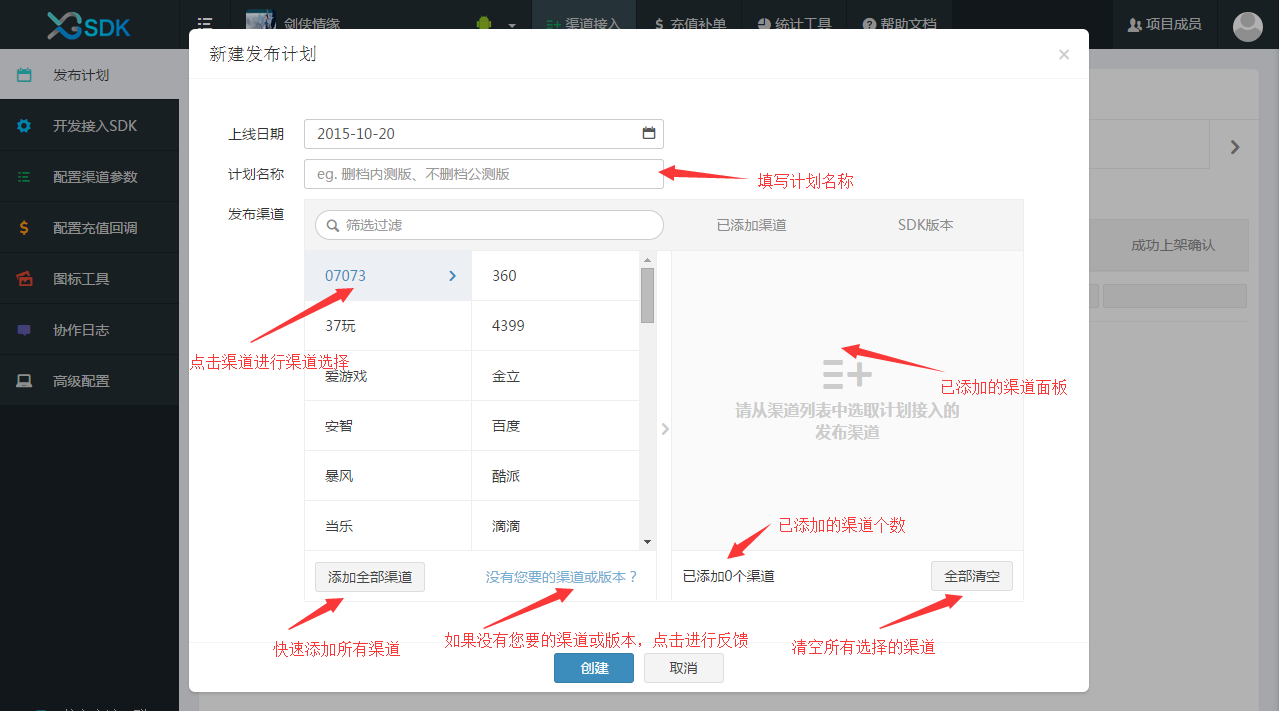 XGSDK
剑侠情缘
渠道接入
$ 充值补单
统计工具
帮助文档
项目成员
新建发布计划
×
发布计划
开发接入SDK
配置渠道参数
配置充值回调
图标工具
协作日志
高级配置
上线日期
2015-10-20
计划名称
eg. 删档内测版、不删档公测版
填写计划名称
发布渠道
筛选过滤
已添加渠道
SDK版本
成功上架确认
07073
360
37玩
4399
点击渠道进行渠道选择
爱游戏
金立
安智
百度
暴风
酷派
当乐
滴滴
已添加的渠道面板
请从渠道列表中选取计划接入的
发布渠道
已添加的渠道个数
添加全部渠道
没有您要的渠道或版本？
已添加0个渠道
全部清空
快速添加所有渠道
如果没有您要的渠道或版本，点击进行反馈
清空所有选择的渠道
创建
取消